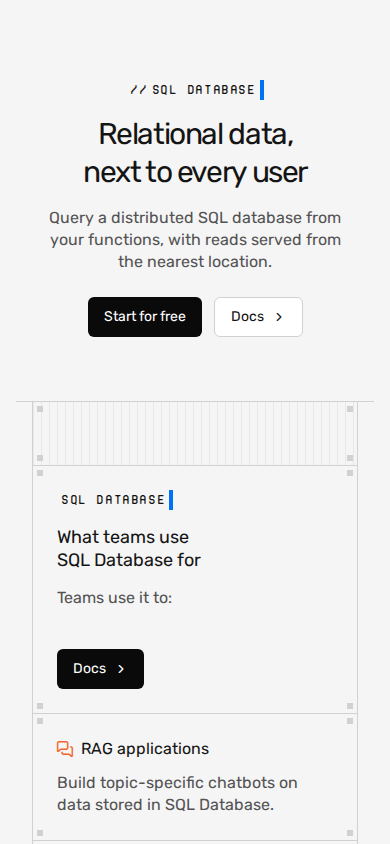 // SQL DATABASE
Relational data,
next to every user
Query a distributed SQL database from
your functions, with reads served from
the nearest location.
Start for free
Docs
SQL DATABASE
What teams use
SQL Database for
Teams use it to:
Docs
RAG applications
Build topic-specific chatbots on
data stored in SQL Database.